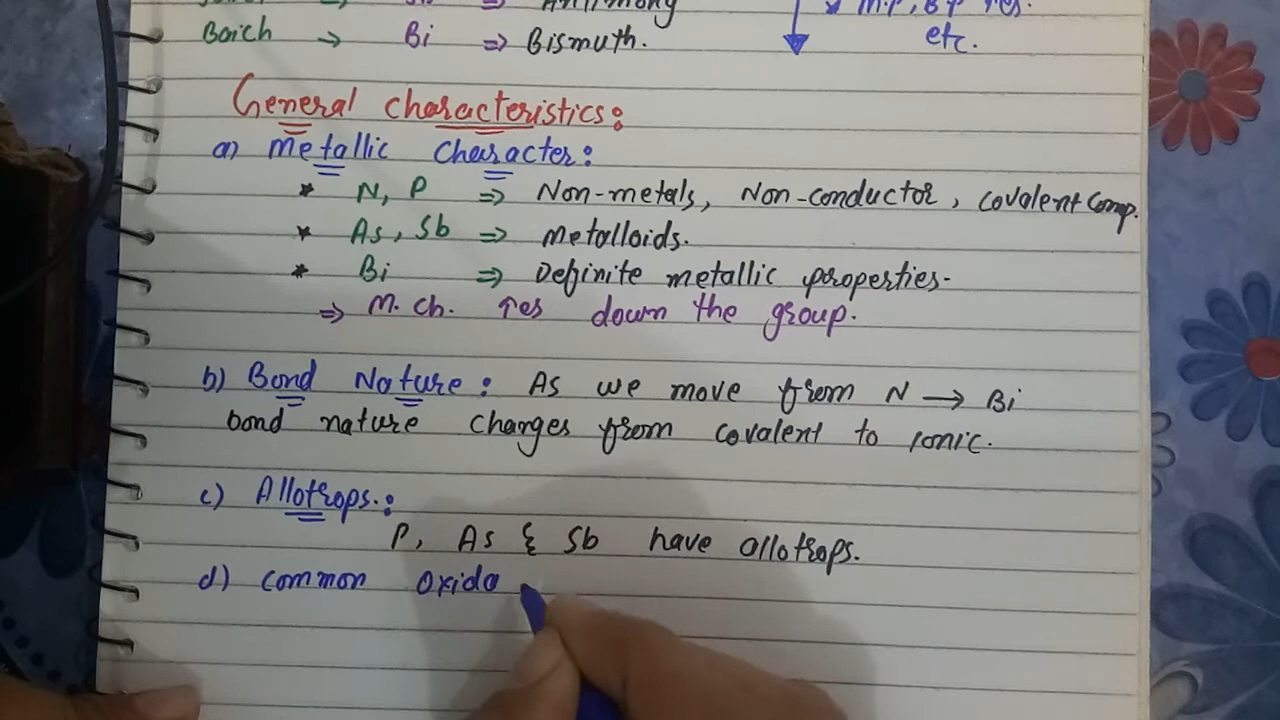 ⇒ Antimony ↓ * M.P, B.P ↑es.
Baich → Bi ⇒ Bismuth. etc.
General characteristics:
a) Metallic character:
* N, P ⇒ Non-metals, Non-conductor, covalent comp.
* As, Sb ⇒ metalloids.
* Bi ⇒ Definite metallic properties.
⇒ M. Ch. ↑es down the group.
b) Bond Nature: As we move from N → Bi
bond nature changes from covalent to ionic.
c) Allotrops.:
P, As & Sb have allotrops.
d) common oxida